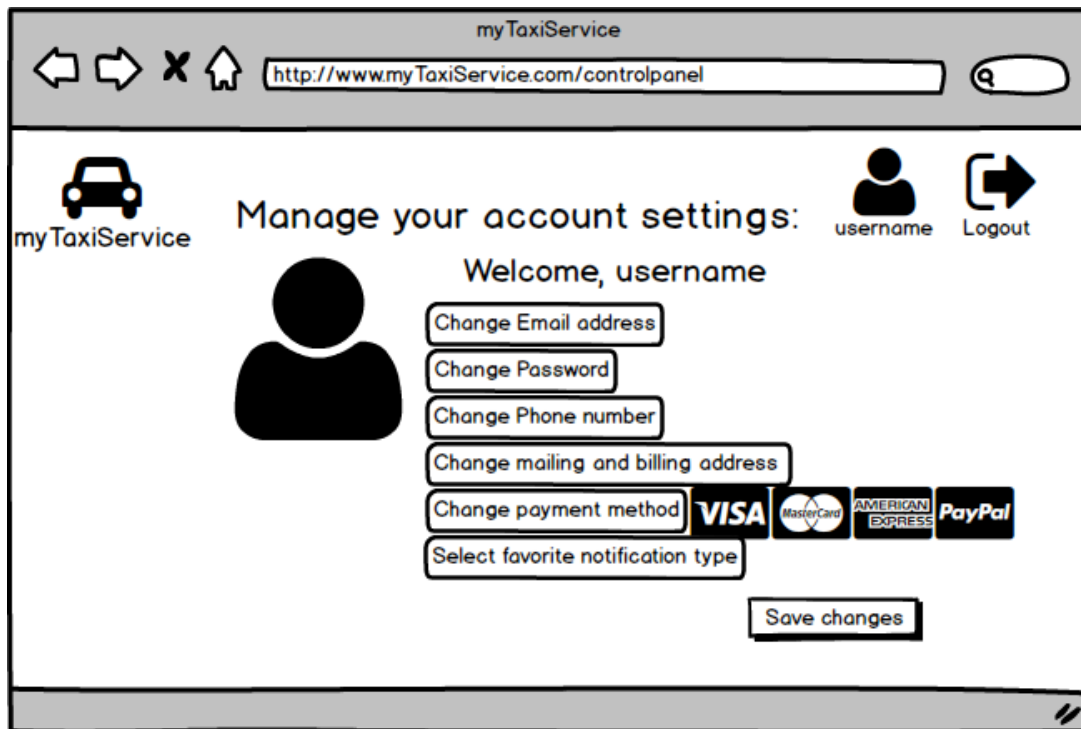 myTaxiService
http://www.myTaxiService.com/controlpanel
myTaxiService
Manage your account settings:
username
Logout
Welcome, username
Change Email address
Change Password
Change Phone number
Change mailing and billing address
Change payment method
VISA
MasterCard
AMERICAN
EXPRESS
PayPal
Select favorite notification type
Save changes